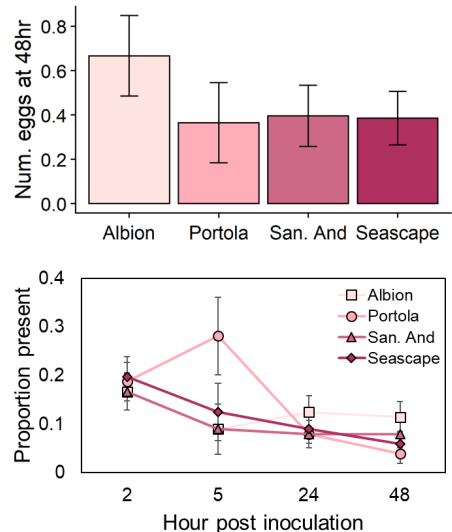 Num. eggs at 48hr
0.8
0.6
0.4
0.2
0.0
Albion Portola San. And Seascape
Proportion present
0.4
0.3
0.2
0.1
0
Albion
Portola
San. And
Seascape
2 5 24 48
Hour post inoculation